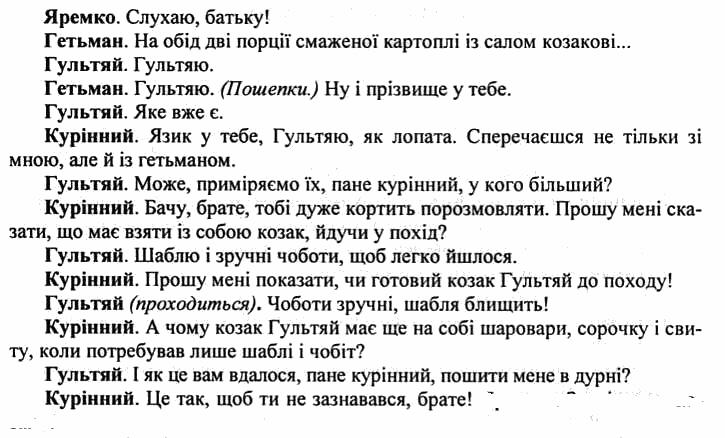 Яремко. Слухаю, батьку!
Гетьман. На обід дві порції смаженої картоплі із салом козакові...
Гультяй. Гультяю.
Гетьман. Гультяю. (Пошепки.) Ну і прізвище у тебе.
Гультяй. Яке вже є.
Курінний. Язик у тебе, Гультяю, як лопата. Сперечаєшся не тільки зі
мною, але й із гетьманом.
Гультяй. Може, приміряємо їх, пане курінний, у кого більший?
Курінний. Бачу, брате, тобі дуже кортить порозмовляти. Прошу мені ска-
зати, що має взяти із собою козак, йдучи у похід?
Гультяй. Шаблю і зручні чоботи, щоб легко йшлося.
Курінний. Прошу мені показати, чи готовий козак Гультяй до походу!
Гультяй (проходиться). Чоботи зручні, шабля блищить!
Курінний. А чому козак Гультяй має ще на собі шаровари, сорочку і сви-
ту, коли потребував лише шаблі і чобіт?
Гультяй. І як це вам вдалося, пане курінний, пошити мене в дурні?
Курінний. Це так, щоб ти не зазнавався, брате!